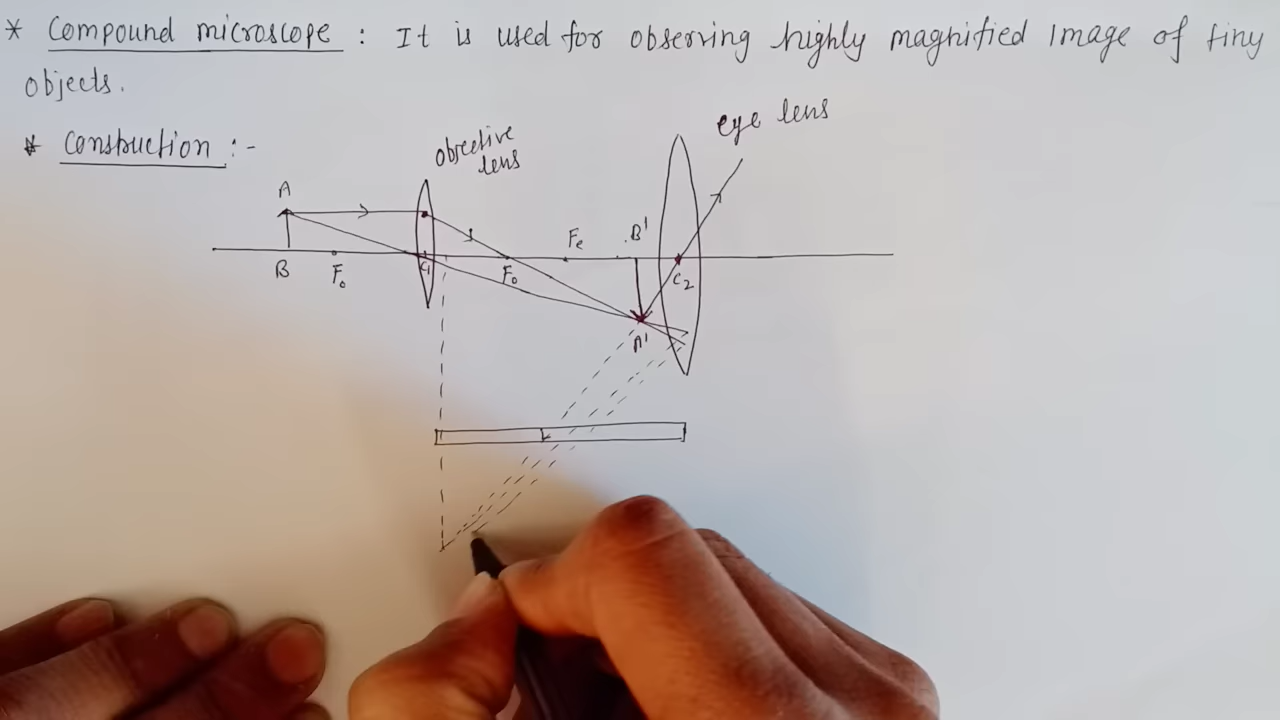 * Compound microscope : It is used for observing highly magnified Image of tiny
objects.
* Construction :-
objective
lens
eye lens
A
B
F₀
C₁
F₀
Fe
B'
C₂
A'